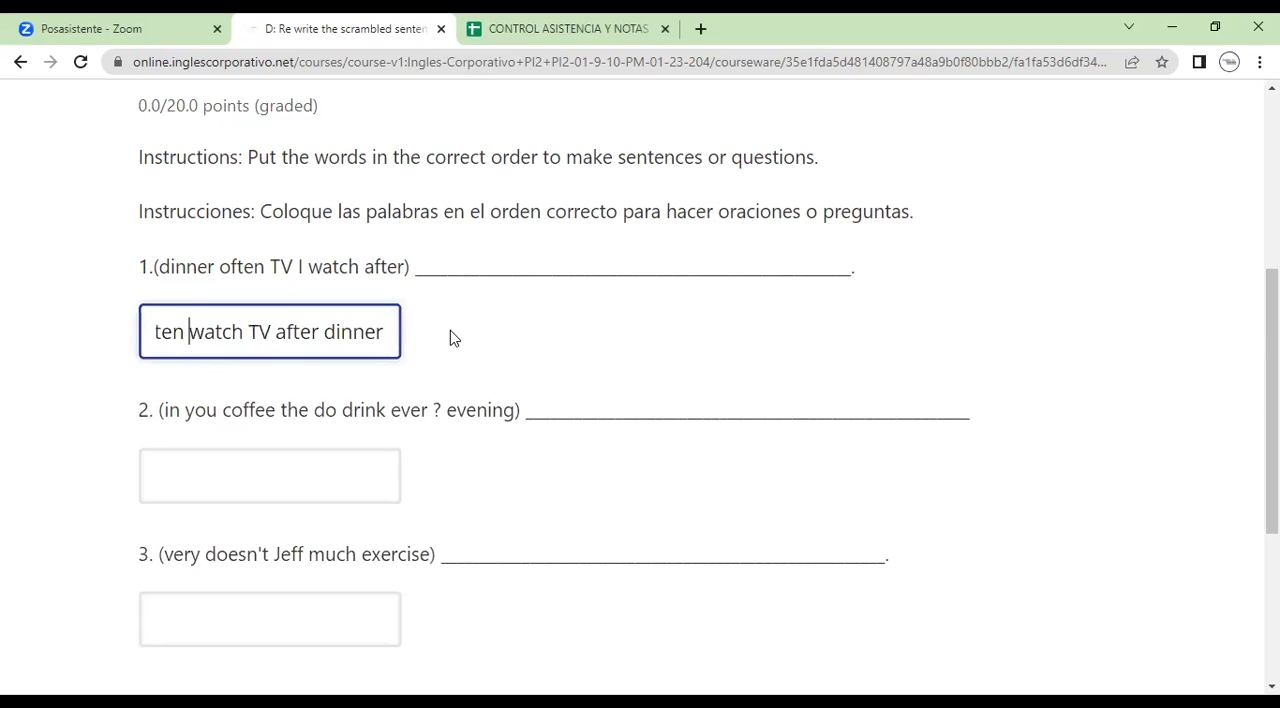 Posasistente - Zoom
D: Re write the scrambled senten
CONTROL ASISTENCIA Y NOTAS
online.inglescorporativo.net/courses/course-v1:Ingles-Corporativo+PI2+PI2-01-9-10-PM-01-23-204/courseware/35e1fda5d481408797a48a9b0f80bbb2/fa1fa53d6df34...
0.0/20.0 points (graded)
Instructions: Put the words in the correct order to make sentences or questions.
Instrucciones: Coloque las palabras en el orden correcto para hacer oraciones o preguntas.
1.(dinner often TV I watch after) ________________________________________.
ten watch TV after dinner
2. (in you coffee the do drink ever ? evening) ________________________________________
3. (very doesn't Jeff much exercise) ________________________________________.